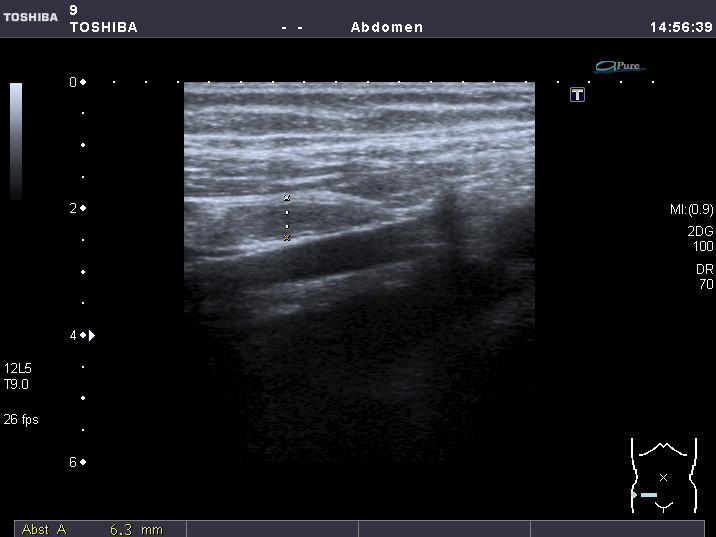 TOSHIBA
9
TOSHIBA - - Abdomen 14:56:39
aPure
T
0
2
4
6
MI:(0.9)
2DG
100
DR
70
12L5
T9.0
26 fps
Abst A 6.3 mm